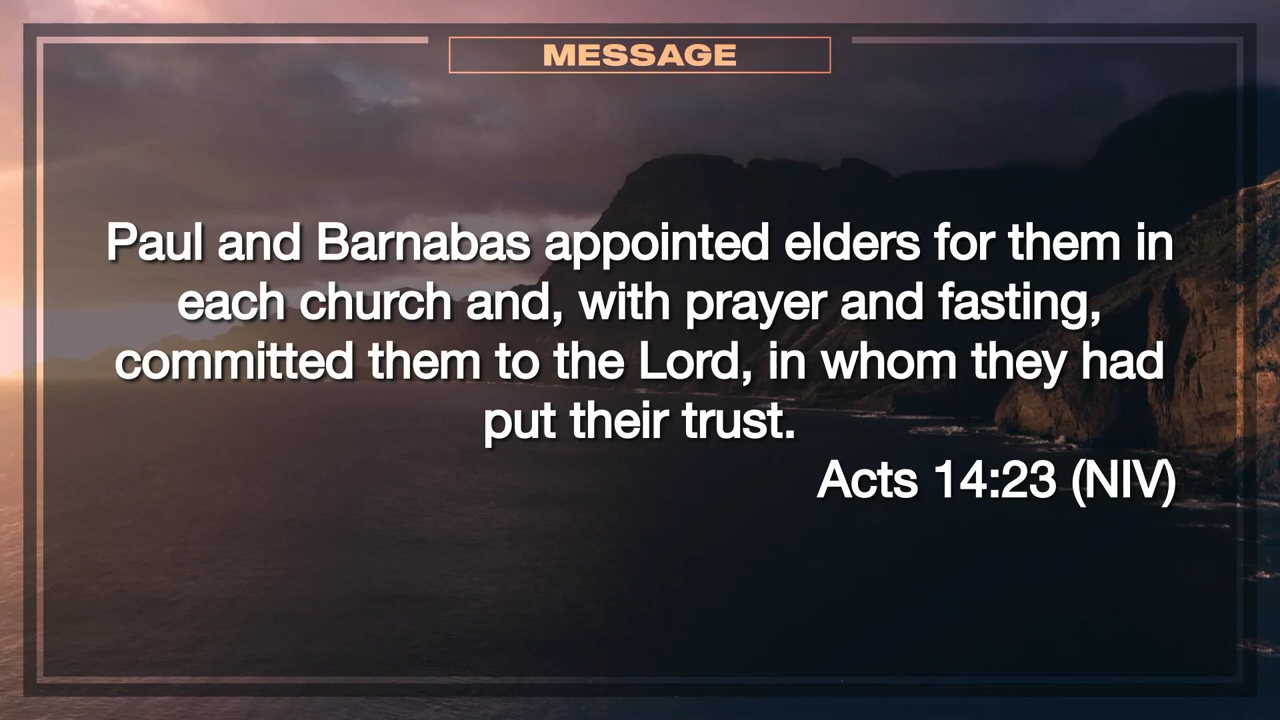 MESSAGE
Paul and Barnabas appointed elders for them in
each church and, with prayer and fasting,
committed them to the Lord, in whom they had
put their trust.
Acts 14:23 (NIV)